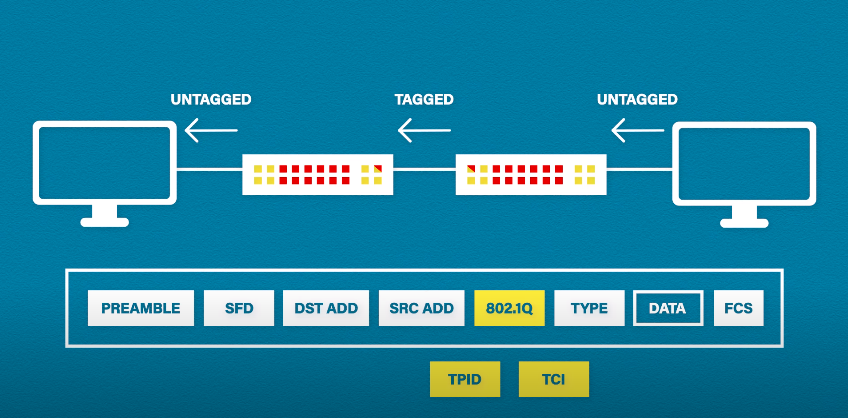 UNTAGGED TAGGED UNTAGGED
PREAMBLE SFD DST ADD SRC ADD 802.1Q TYPE DATA FCS
TPID TCI